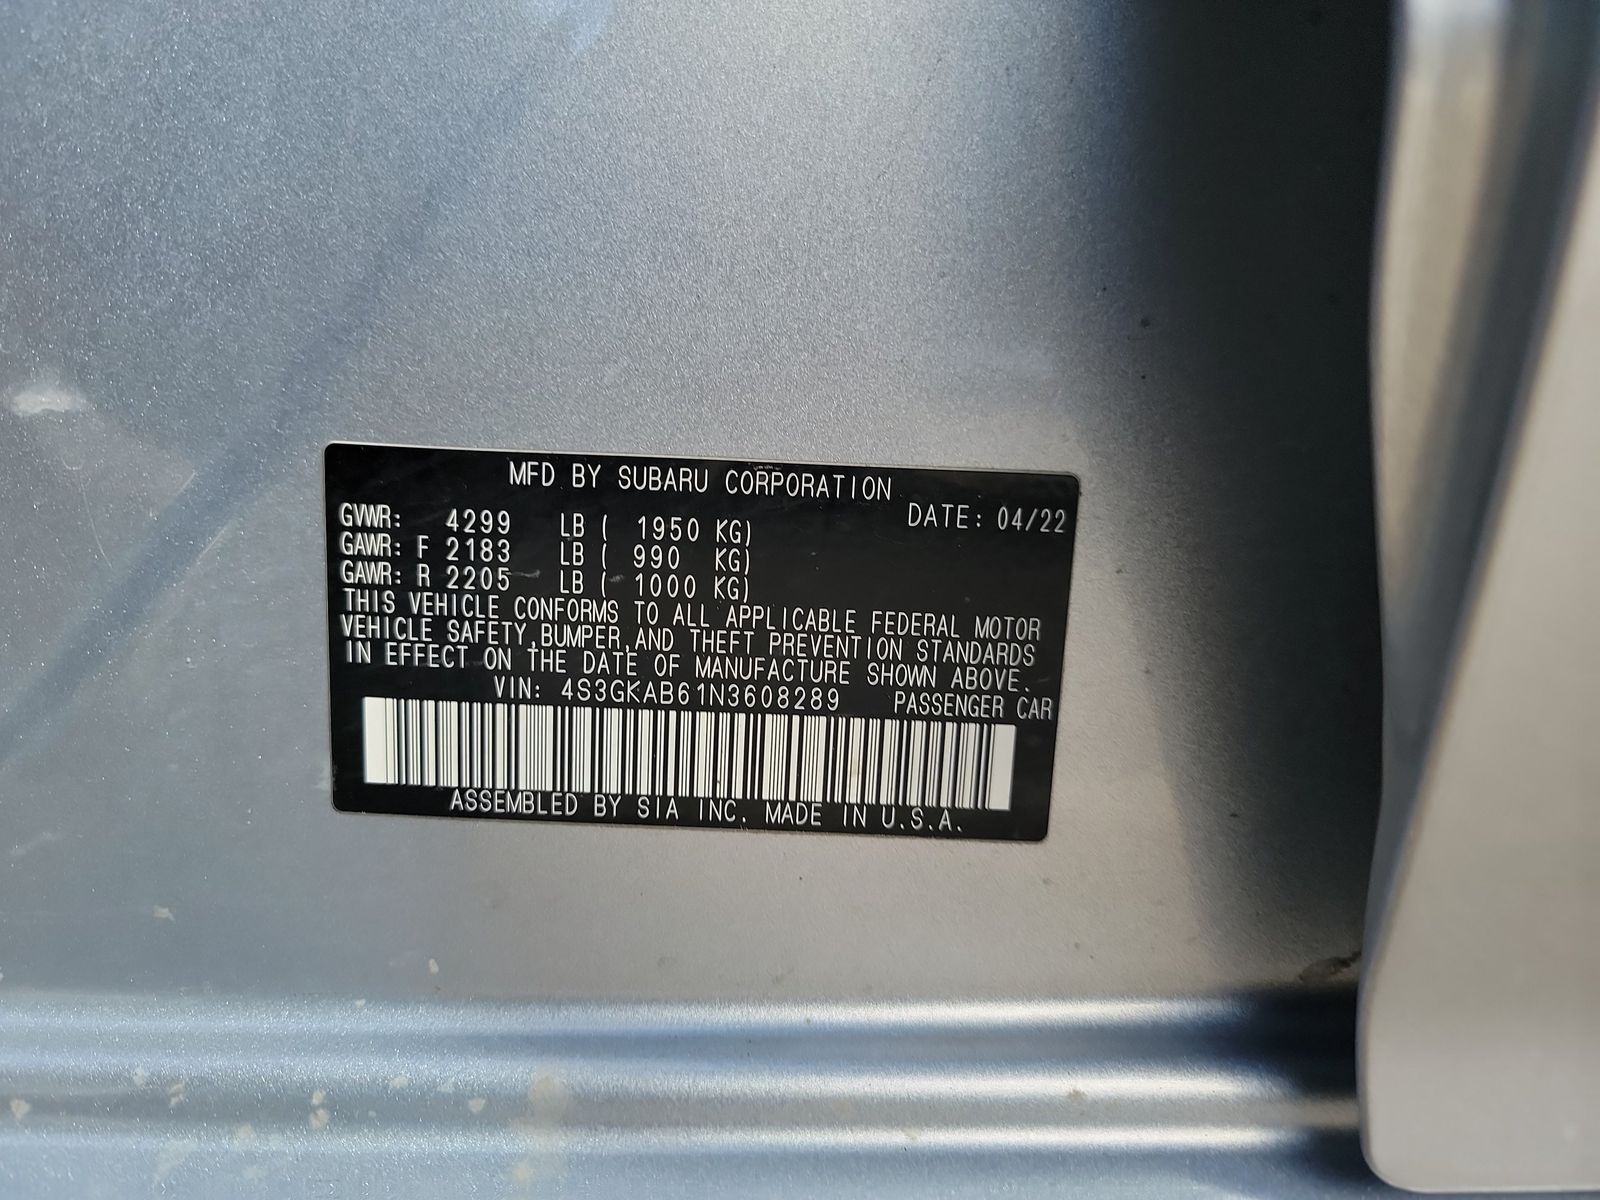 MFD BY SUBARU CORPORATION
GVWR: 4299 LB ( 1950 KG) DATE: 04/22
GAWR: F 2183 LB ( 990 KG)
GAWR: R 2205 LB ( 1000 KG)
THIS VEHICLE CONFORMS TO ALL APPLICABLE FEDERAL MOTOR
VEHICLE SAFETY,BUMPER,AND THEFT PREVENTION STANDARDS
IN EFFECT ON THE DATE OF MANUFACTURE SHOWN ABOVE.
VIN: 4S3GKAB61N3608289 PASSENGER CAR
ASSEMBLED BY SIA INC. MADE IN U.S.A.